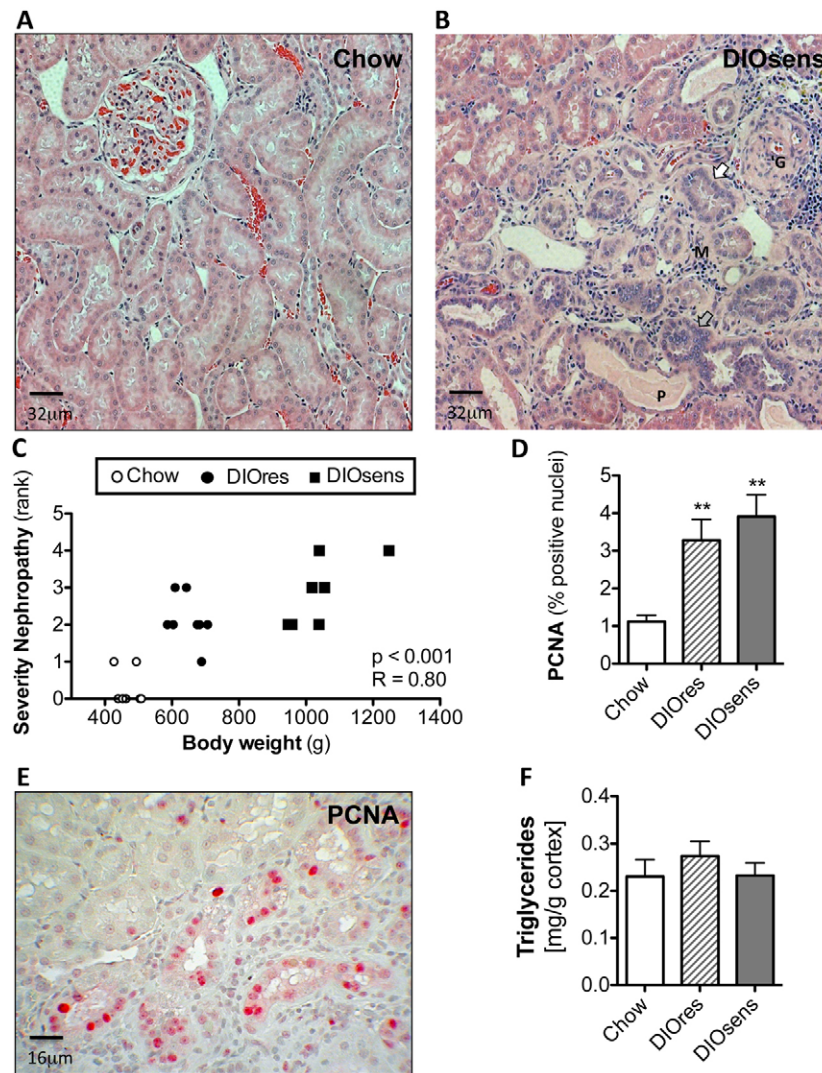 A
Chow
32μm
B
DIOsens
G
M
P
32μm
C
Chow DIOres DIOsens
Severity Nephropathy (rank)
5
4
3
2
1
0
p < 0.001
R = 0.80
400 600 800 1000 1200 1400
Body weight (g)
D
PCNA (% positive nuclei)
5
4
3
2
1
0
**
**
Chow
DIOres
DIOsens
E
PCNA
16μm
F
Triglycerides
[mg/g cortex]
0.4
0.3
0.2
0.1
0.0
Chow
DIOres
DIOsens